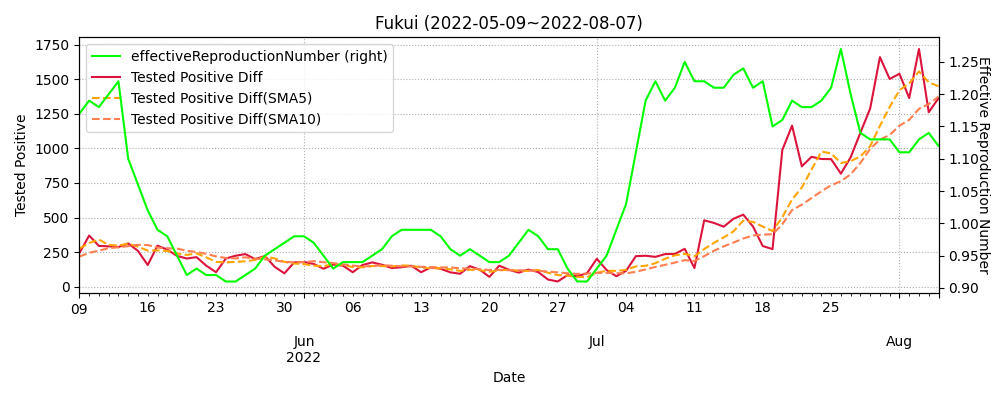 Fukui (2022-05-09~2022-08-07)
effectiveReproductionNumber (right)
Tested Positive Diff
Tested Positive Diff(SMA5)
Tested Positive Diff(SMA10)
Tested Positive
1750
1500
1250
1000
750
500
250
0
Effective Reproduction Number
1.25
1.20
1.15
1.10
1.05
1.00
0.95
0.90
09 16 23 30 06 13 20 27 04 11 18 25
Jun Jul Aug
2022
Date